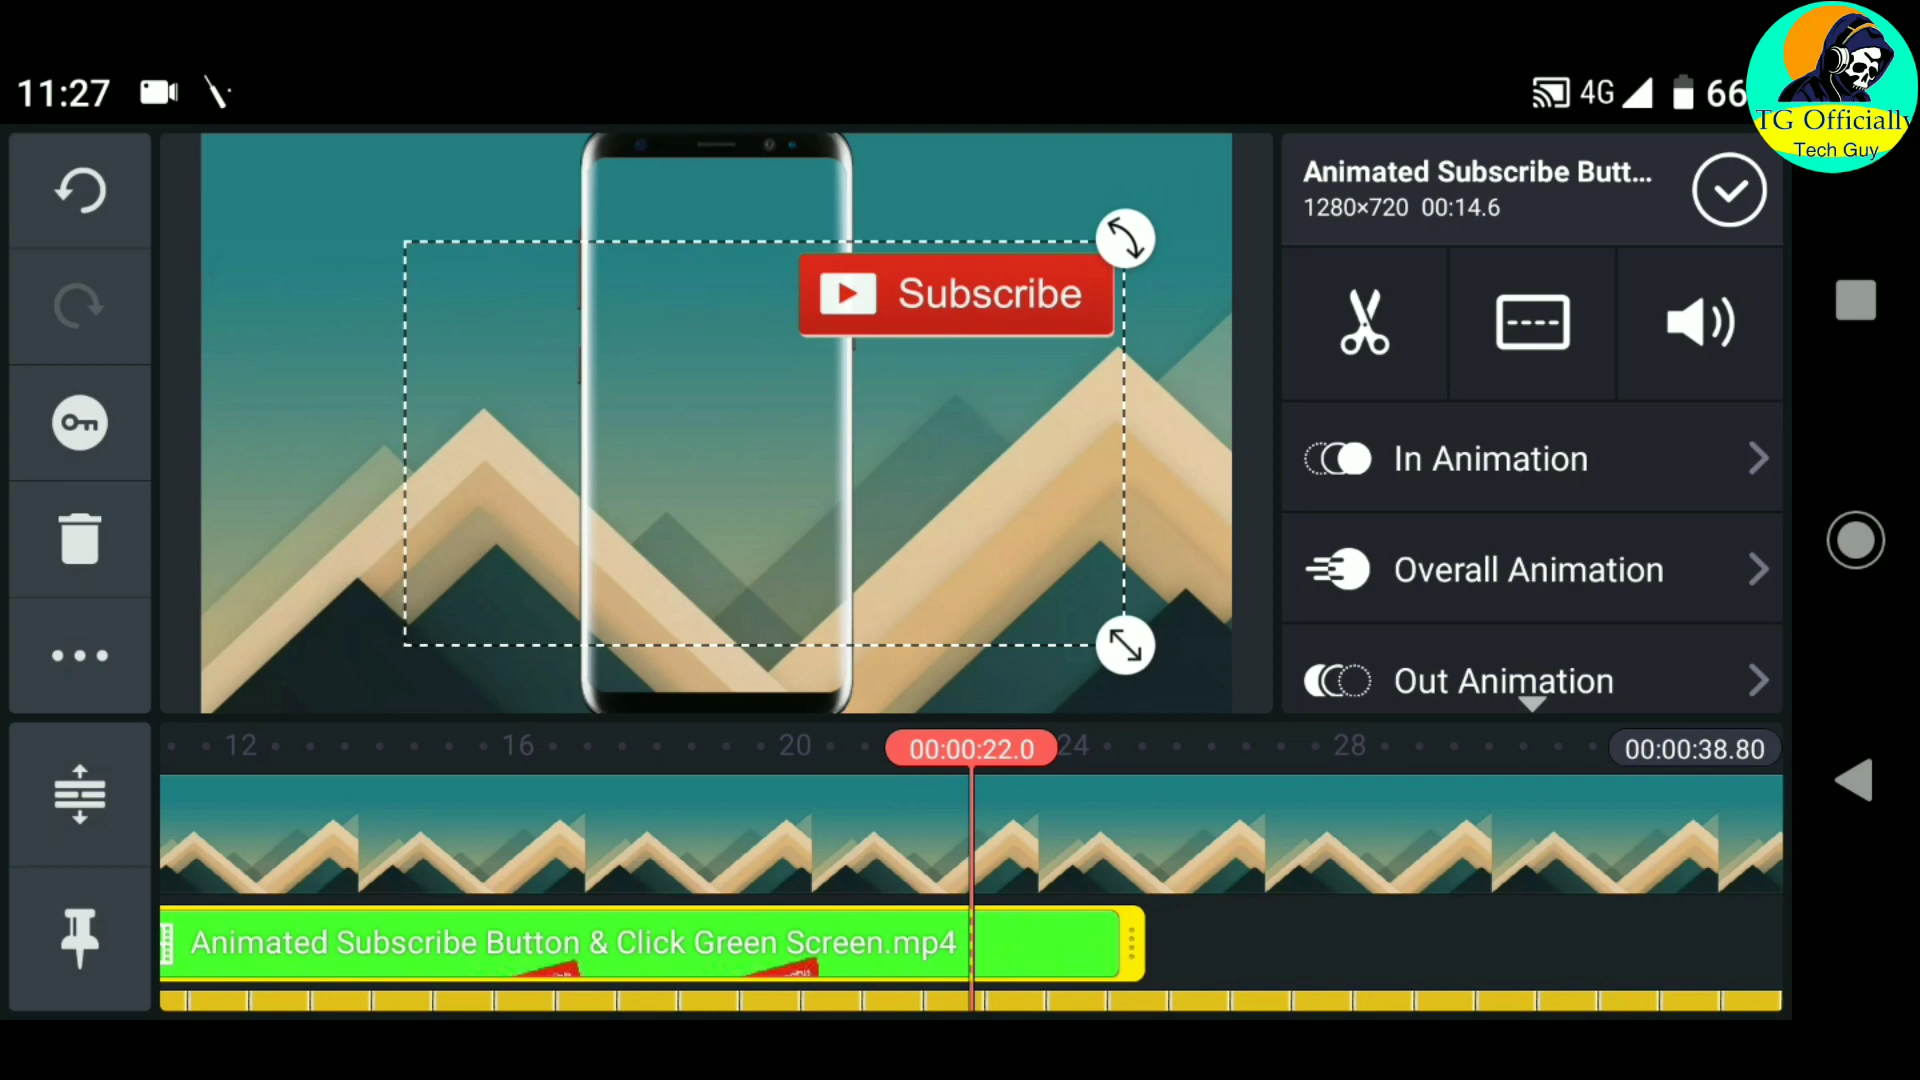 11:27
4G
66
TG Officially
Tech Guy
Animated Subscribe Butt...
1280×720 00:14.6
Subscribe
In Animation
Overall Animation
Out Animation
12
16
20
00:00:22.0
24
28
00:00:38.80
Animated Subscribe Button & Click Green Screen.mp4